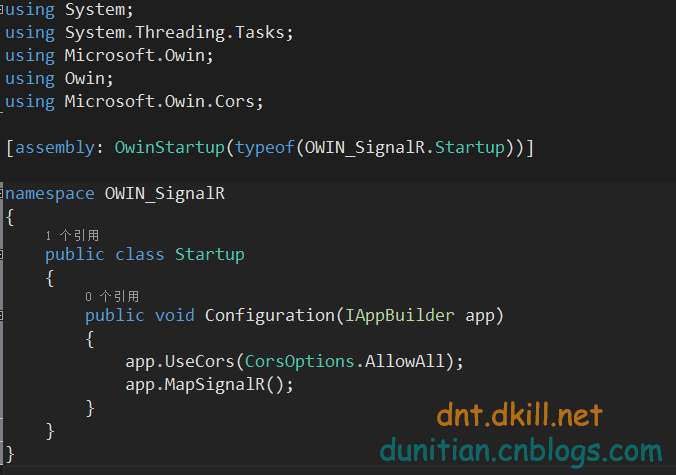 using System;
using System.Threading.Tasks;
using Microsoft.Owin;
using Owin;
using Microsoft.Owin.Cors;
[assembly: OwinStartup(typeof(OWIN_SignalR.Startup))]
namespace OWIN_SignalR
{
1 个引用
public class Startup
{
0 个引用
public void Configuration(IAppBuilder app)
{
app.UseCors(CorsOptions.AllowAll);
app.MapSignalR();
}
}
}
dnt.dkill.net
dunitian.cnblogs.com